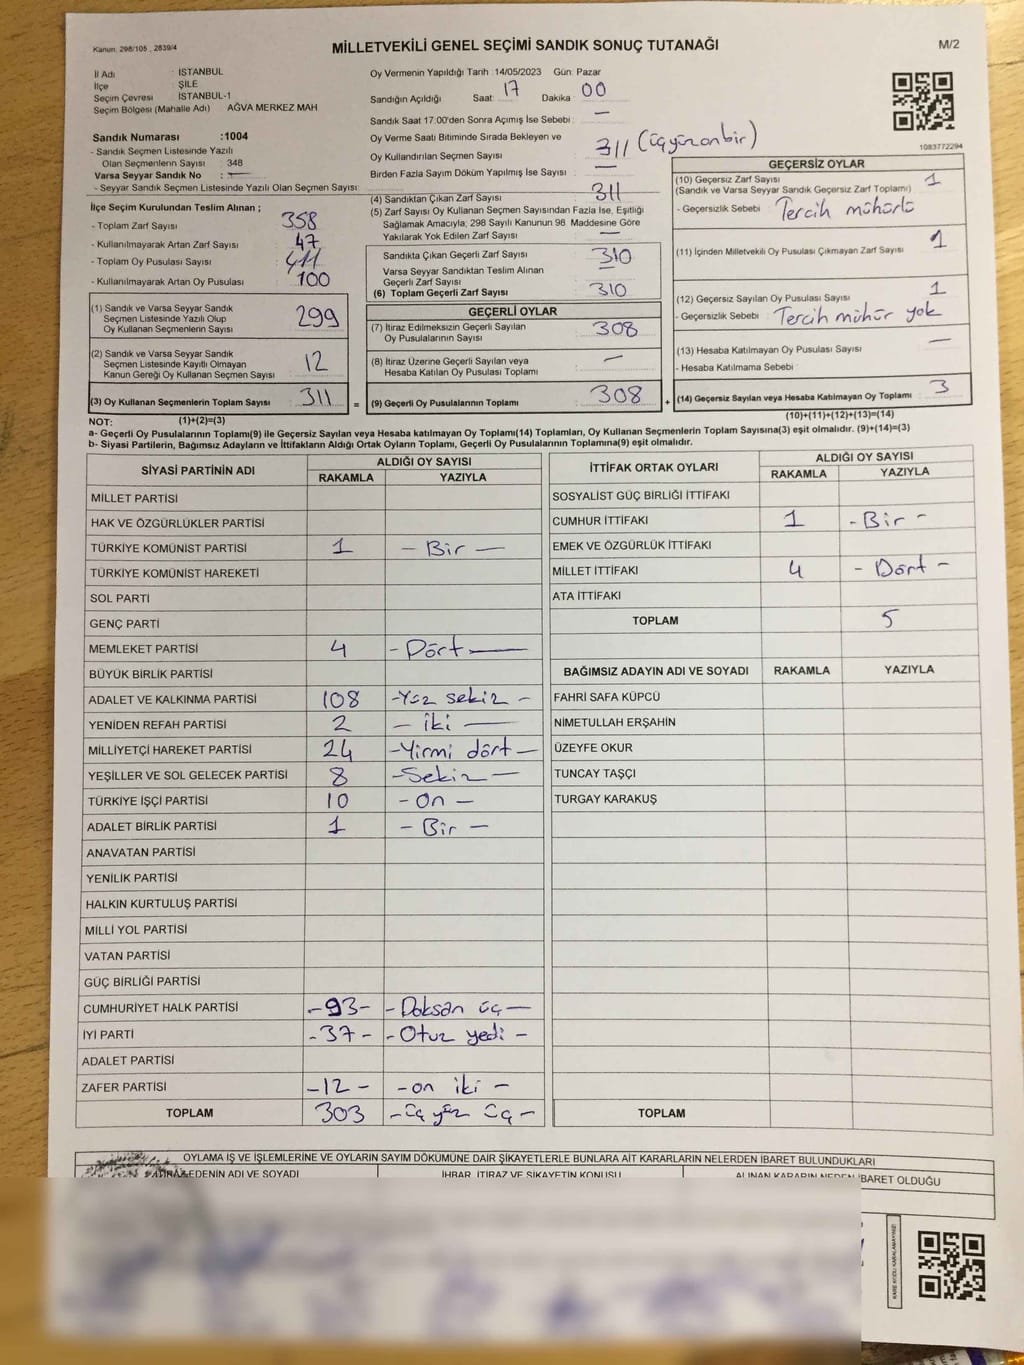 Kanun, 298/105 , 2839/4
MİLLETVEKİLİ GENEL SEÇİMİ SANDIK SONUÇ TUTANAĞI
M/2
İl Adı : İSTANBUL
İlçe : ŞİLE
Seçim Çevresi : İSTANBUL-1
Seçim Bölgesi (Mahalle Adı) : AĞVA MERKEZ MAH
Oy Vermenin Yapıldığı Tarih :14/05/2023 Gün: Pazar
Sandığın Açıldığı Saat: 17 Dakika 00
Sandık Saat 17:00'den Sonra Açımış İse Sebebi : —
Oy Verme Saati Bitiminde Sırada Bekleyen ve
Oy Kullandırılan Seçmen Sayısı : 311 (üçyüzonbir)
Birden Fazla Sayım Döküm Yapılmış İse Sayısı : —
1083772294
Sandık Numarası :1004
- Sandık Seçmen Listesinde Yazılı
Olan Seçmenlerin Sayısı : 348
Varsa Seyyar Sandık No : —
- Seyyar Sandık Seçmen Listesinde Yazılı Olan Seçmen Sayısı:
İlçe Seçim Kurulundan Teslim Alınan ;
- Toplam Zarf Sayısı : 358
- Kullanılmayarak Artan Zarf Sayısı : 47
- Toplam Oy Pusulası Sayısı : 411
- Kullanılmayarak Artan Oy Pusulası : 100
(1) Sandık ve Varsa Seyyar Sandık
Seçmen Listesinde Yazılı Olup
Oy Kullanan Seçmenlerin Sayısı : 299
(2) Sandık ve Varsa Seyyar Sandık
Seçmen Listesinde Kayıtlı Olmayan
Kanun Gereği Oy Kullanan Seçmen Sayısı : 12
(3) Oy Kullanan Seçmenlerin Toplam Sayısı : 311
(4) Sandıktan Çıkan Zarf Sayısı : 311
(5) Zarf Sayısı Oy Kullanan Seçmen Sayısından Fazla İse, Eşitliği
Sağlamak Amacıyla; 298 Sayılı Kanunun 98. Maddesine Göre
Yakılarak Yok Edilen Zarf Sayısı : —
Sandıkta Çıkan Geçerli Zarf Sayısı : 310
Varsa Seyyar Sandıktan Teslim Alınan
Geçerli Zarf Sayısı : —
(6) Toplam Geçerli Zarf Sayısı : 310
GEÇERLİ OYLAR
(7) İtiraz Edilmeksizin Geçerli Sayılan
Oy Pusulalarının Sayısı : 308
(8) İtiraz Üzerine Geçerli Sayılan veya
Hesaba Katılan Oy Pusulası Toplamı : —
= (9) Geçerli Oy Pusulalarının Toplamı : 308
GEÇERSİZ OYLAR
(10) Geçersiz Zarf Sayısı : 1
(Sandık ve Varsa Seyyar Sandık Geçersiz Zarf Toplamı)
- Geçersizlik Sebebi : Tercih mühürlü
(11) İçinden Milletvekili Oy Pusulası Çıkmayan Zarf Sayısı : 1
(12) Geçersiz Sayılan Oy Pusulası Sayısı : 1
- Geçersizlik Sebebi : Tercih mühür yok
(13) Hesaba Katılmayan Oy Pusulası Sayısı : —
- Hesaba Katılmama Sebebi :
+ (14) Geçersiz Sayılan veya Hesaba Katılmayan Oy Toplamı : 3
NOT: (1)+(2)=(3)
(10)+(11)+(12)+(13)=(14)
a- Geçerli Oy Pusulalarının Toplamı(9) ile Geçersiz Sayılan veya Hesaba Katılmayan Oy Toplamı(14) Toplamları, Oy Kullanan Seçmenlerin Toplam Sayısına(3) eşit olmalıdır. (9)+(14)=(3)
b- Siyasi Partilerin, Bağımsız Adayların ve İttifakların Aldığı Ortak Oyların Toplamı, Geçerli Oy Pusulalarının Toplamına(9) eşit olmalıdır.
SİYASİ PARTİNİN ADI ALDIĞI OY SAYISI
RAKAMLA YAZIYLA
MİLLET PARTİSİ
HAK VE ÖZGÜRLÜKLER PARTİSİ
TÜRKİYE KOMÜNİST PARTİSİ 1 - Bir —
TÜRKİYE KOMÜNİST HAREKETİ
SOL PARTİ
GENÇ PARTİ
MEMLEKET PARTİSİ 4 - Dört —
BÜYÜK BİRLİK PARTİSİ
ADALET VE KALKINMA PARTİSİ 108 -Yüz sekiz -
YENİDEN REFAH PARTİSİ 2 - iki —
MİLLİYETÇİ HAREKET PARTİSİ 24 -Yirmi dört —
YEŞİLLER VE SOL GELECEK PARTİSİ 8 -Sekiz —
TÜRKİYE İŞÇİ PARTİSİ 10 - On —
ADALET BİRLİK PARTİSİ 1 - Bir —
ANAVATAN PARTİSİ
YENİLİK PARTİSİ
HALKIN KURTULUŞ PARTİSİ
MİLLİ YOL PARTİSİ
VATAN PARTİSİ
GÜÇ BİRLİĞİ PARTİSİ
CUMHURİYET HALK PARTİSİ -93- - Doksan üç —
İYİ PARTİ -37- - Otuz yedi -
ADALET PARTİSİ
ZAFER PARTİSİ -12- - on iki -
TOPLAM 303 - üç yüz üç -
İTTİFAK ORTAK OYLARI ALDIĞI OY SAYISI
RAKAMLA YAZIYLA
SOSYALİST GÜÇ BİRLİĞİ İTTİFAKI
CUMHUR İTTİFAKI 1 - Bir -
EMEK VE ÖZGÜRLÜK İTTİFAKI
MİLLET İTTİFAKI 4 - Dört -
ATA İTTİFAKI
TOPLAM 5
BAĞIMSIZ ADAYIN ADI VE SOYADI RAKAMLA YAZIYLA
FAHRİ SAFA KÜPCÜ
NİMETULLAH ERŞAHİN
ÜZEYFE OKUR
TUNCAY TAŞÇI
TURGAY KARAKUŞ
TOPLAM
OYLAMA İŞ VE İŞLEMLERİNE VE OYLARIN SAYIM DÖKÜMÜNE DAİR ŞİKAYETLERLE BUNLARA AİT KARARLARIN NELERDEN İBARET BULUNDUKLARI
ADI VE SOYADI İHBAR, İTİRAZ VE ŞİKAYETİN KONUSU ALINAN KARARIN NEDEN İBARET OLDUĞU